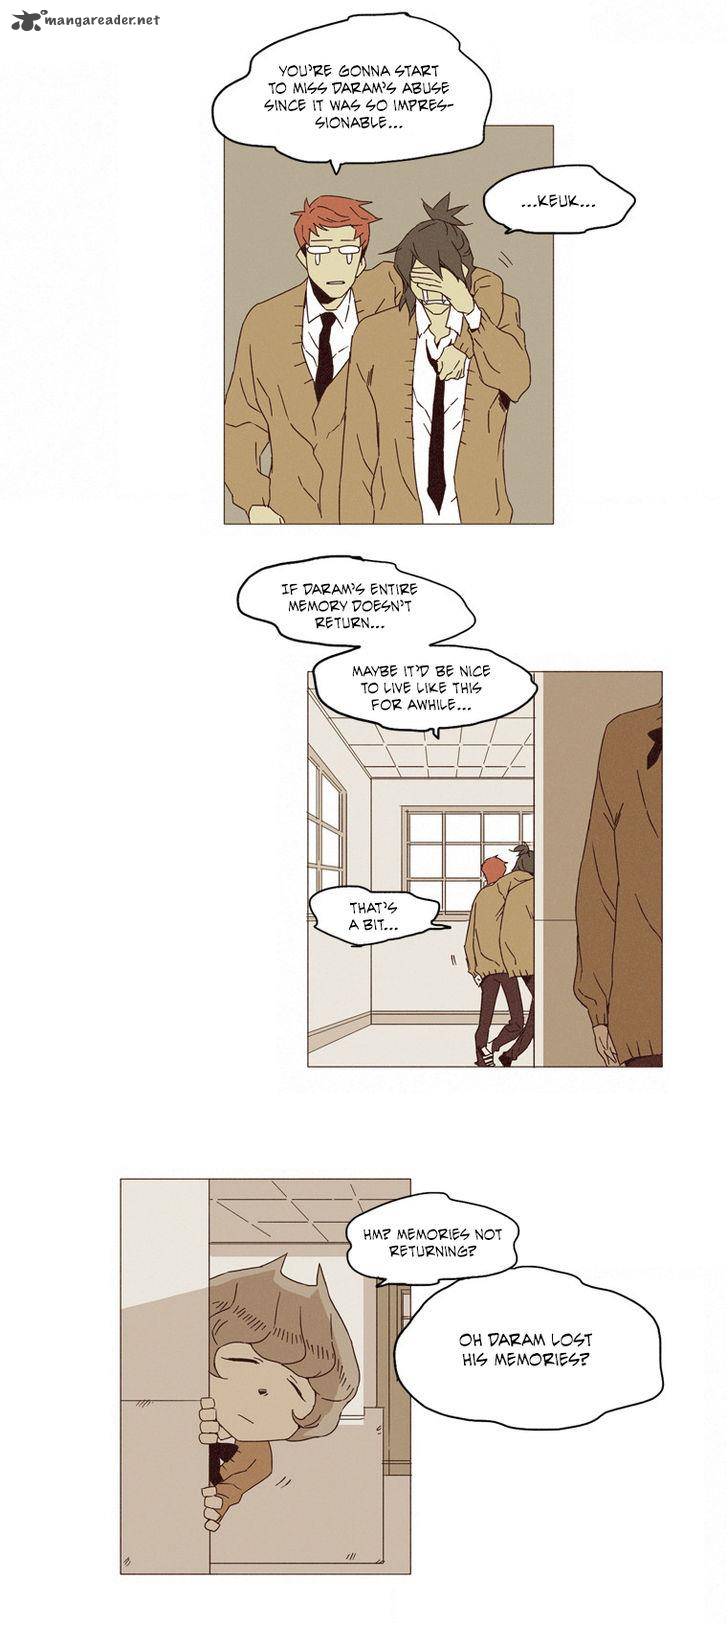 mangareader.net
YOU'RE GONNA START
TO MISS DARAM'S ABUSE
SINCE IT WAS SO IMPRES-
SIONABLE...
...KEUK...
IF DARAM'S ENTIRE
MEMORY DOESN'T
RETURN...
MAYBE IT'D BE NICE
TO LIVE LIKE THIS
FOR AWHILE...
THAT'S
A BIT...
HM? MEMORIES NOT
RETURNING?
OH DARAM LOST
HIS MEMORIES?